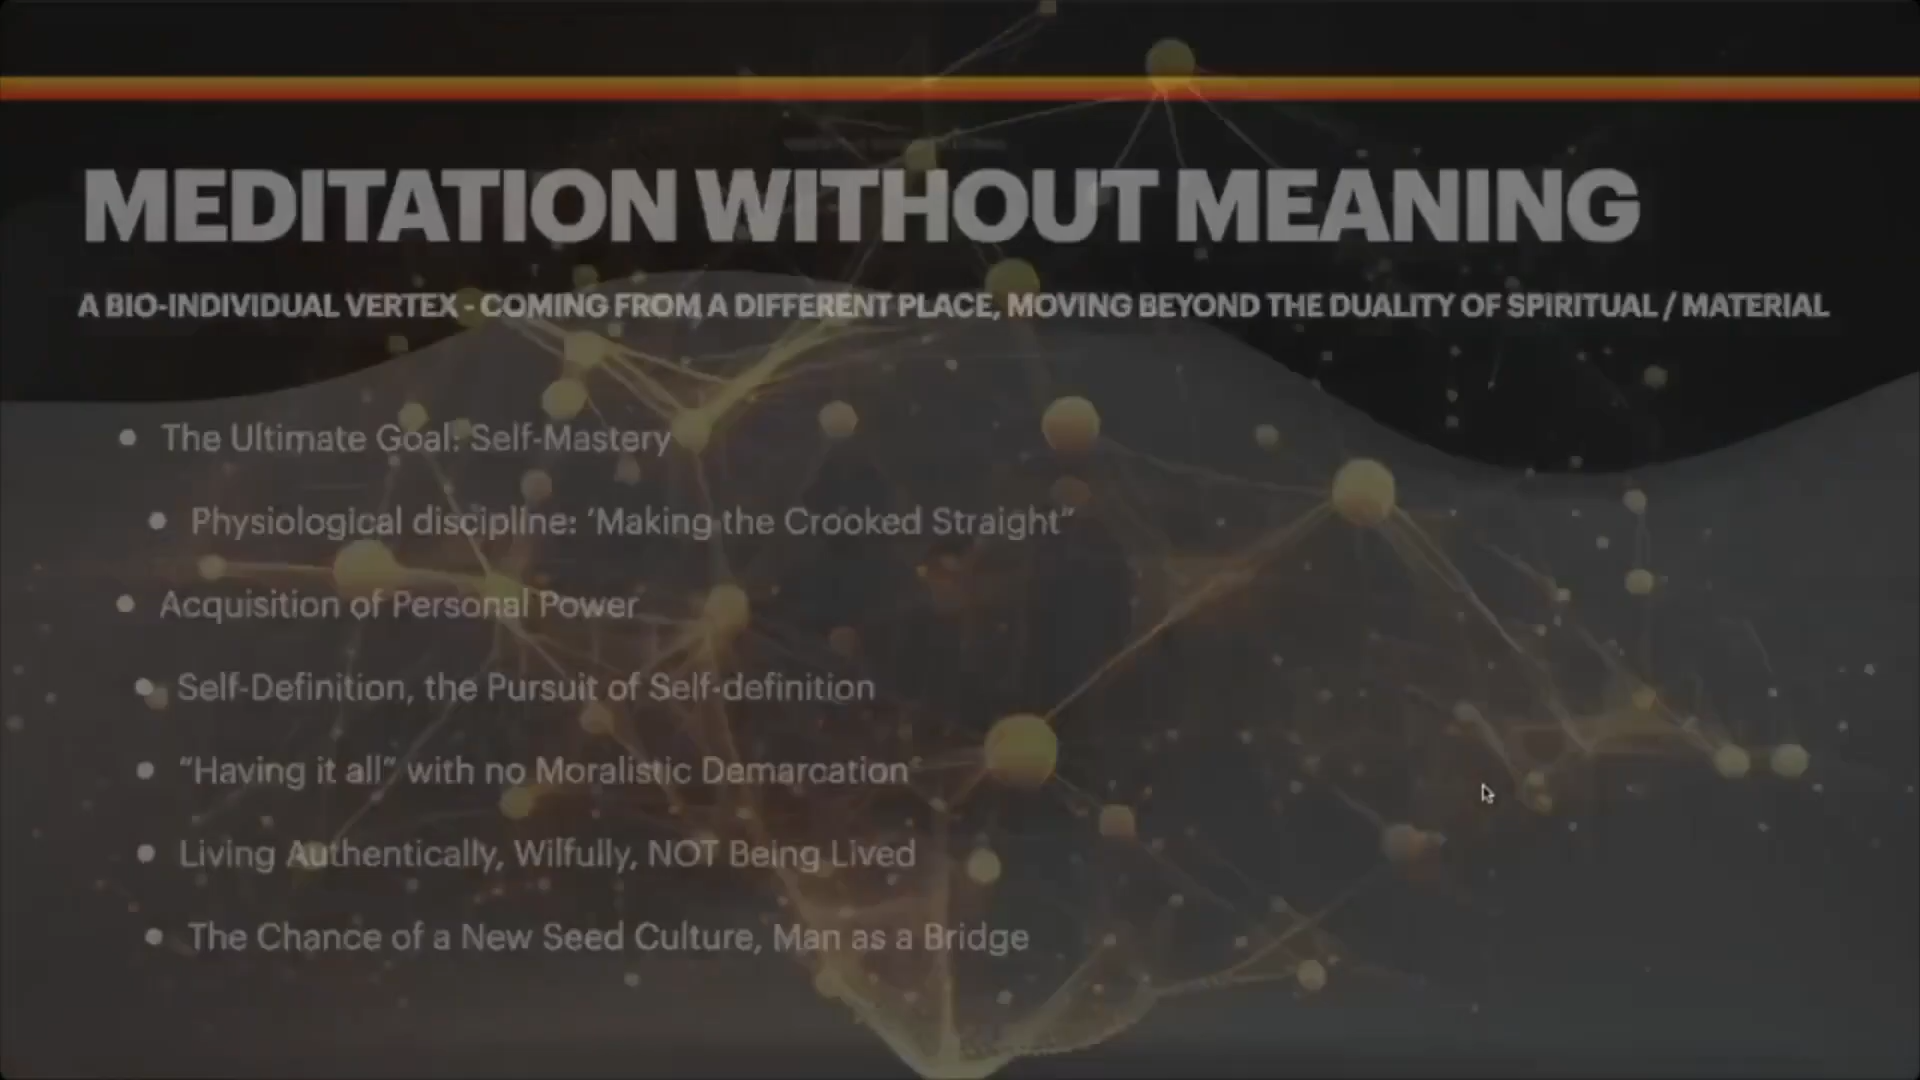 MEDITATION WITHOUT MEANING
A BIO-INDIVIDUAL VERTEX - COMING FROM A DIFFERENT PLACE, MOVING BEYOND THE DUALITY OF SPIRITUAL / MATERIAL
• The Ultimate Goal: Self-Mastery
• Physiological discipline: ‘Making the Crooked Straight”
• Acquisition of Personal Power
• Self-Definition, the Pursuit of Self-definition
• “Having it all” with no Moralistic Demarcation
• Living Authentically, Wilfully, NOT Being Lived
• The Chance of a New Seed Culture, Man as a Bridge